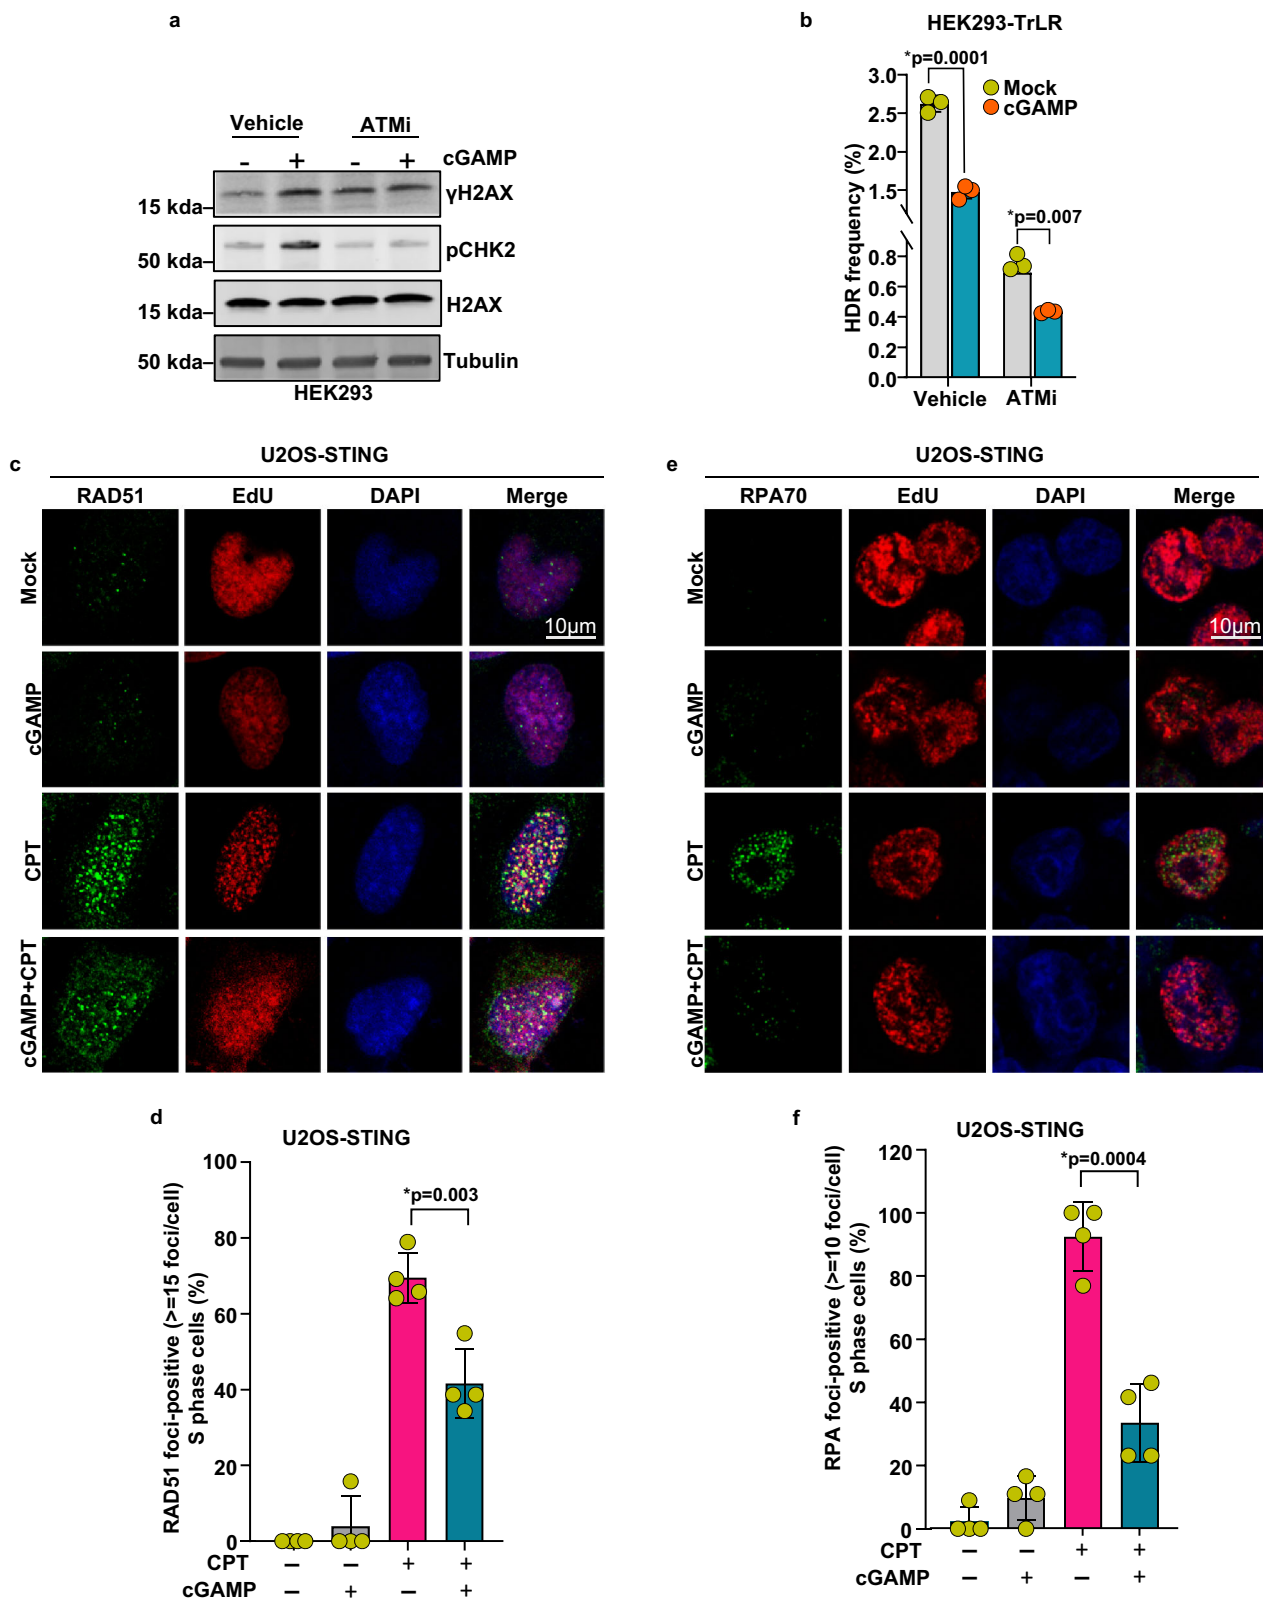 a
Vehicle ATMi
- + - + cGAMP
γH2AX
15 kda
pCHK2
50 kda
H2AX
15 kda
50 kda Tubulin
HEK293
b
HEK293-TrLR
*p=0.0001
Mock
cGAMP
*p=0.007
HDR frequency (%)
3.0
2.5
2.0
1.5
0.8
0.6
0.4
0.2
0.0
Vehicle ATMi
c
U2OS-STING
RAD51 EdU DAPI Merge
Mock
10µm
cGAMP
CPT
cGAMP+CPT
e
U2OS-STING
RPA70 EdU DAPI Merge
Mock
10µm
cGAMP
CPT
cGAMP+CPT
d
U2OS-STING
RAD51 foci-positive (>=15 foci/cell)
S phase cells (%)
100
80
60
40
20
0
*p=0.003
CPT – – + +
cGAMP – + – +
f
U2OS-STING
RPA foci-positive (>=10 foci/cell)
S phase cells (%)
120
100
80
60
40
20
0
*p=0.0004
CPT – – + +
cGAMP – + – +